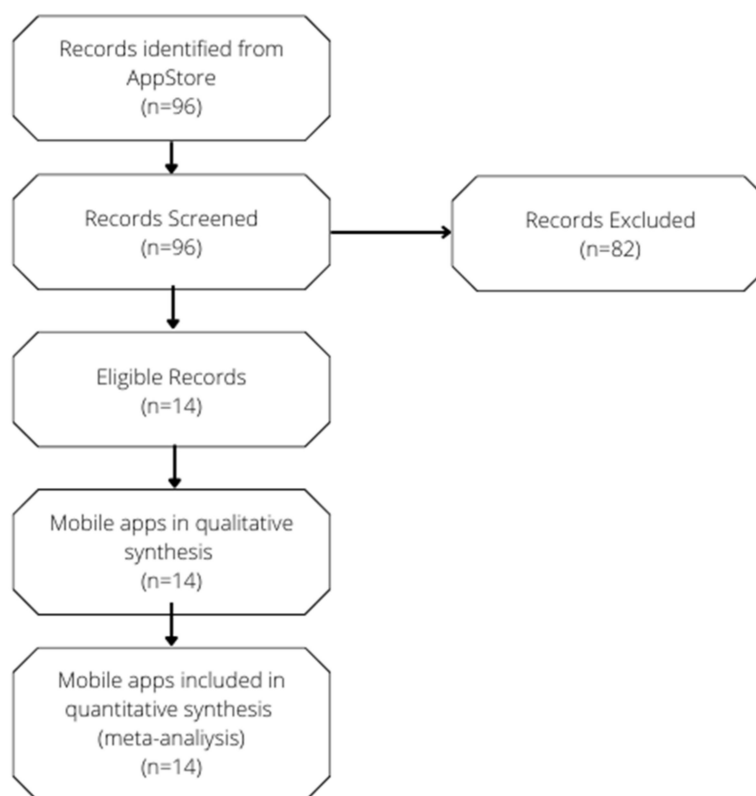 Records identified from
AppStore
(n=96)
Records Screened
(n=96)
Records Excluded
(n=82)
Eligible Records
(n=14)
Mobile apps in qualitative
synthesis
(n=14)
Mobile apps included in
quantitative synthesis
(meta-analiysis)
(n=14)